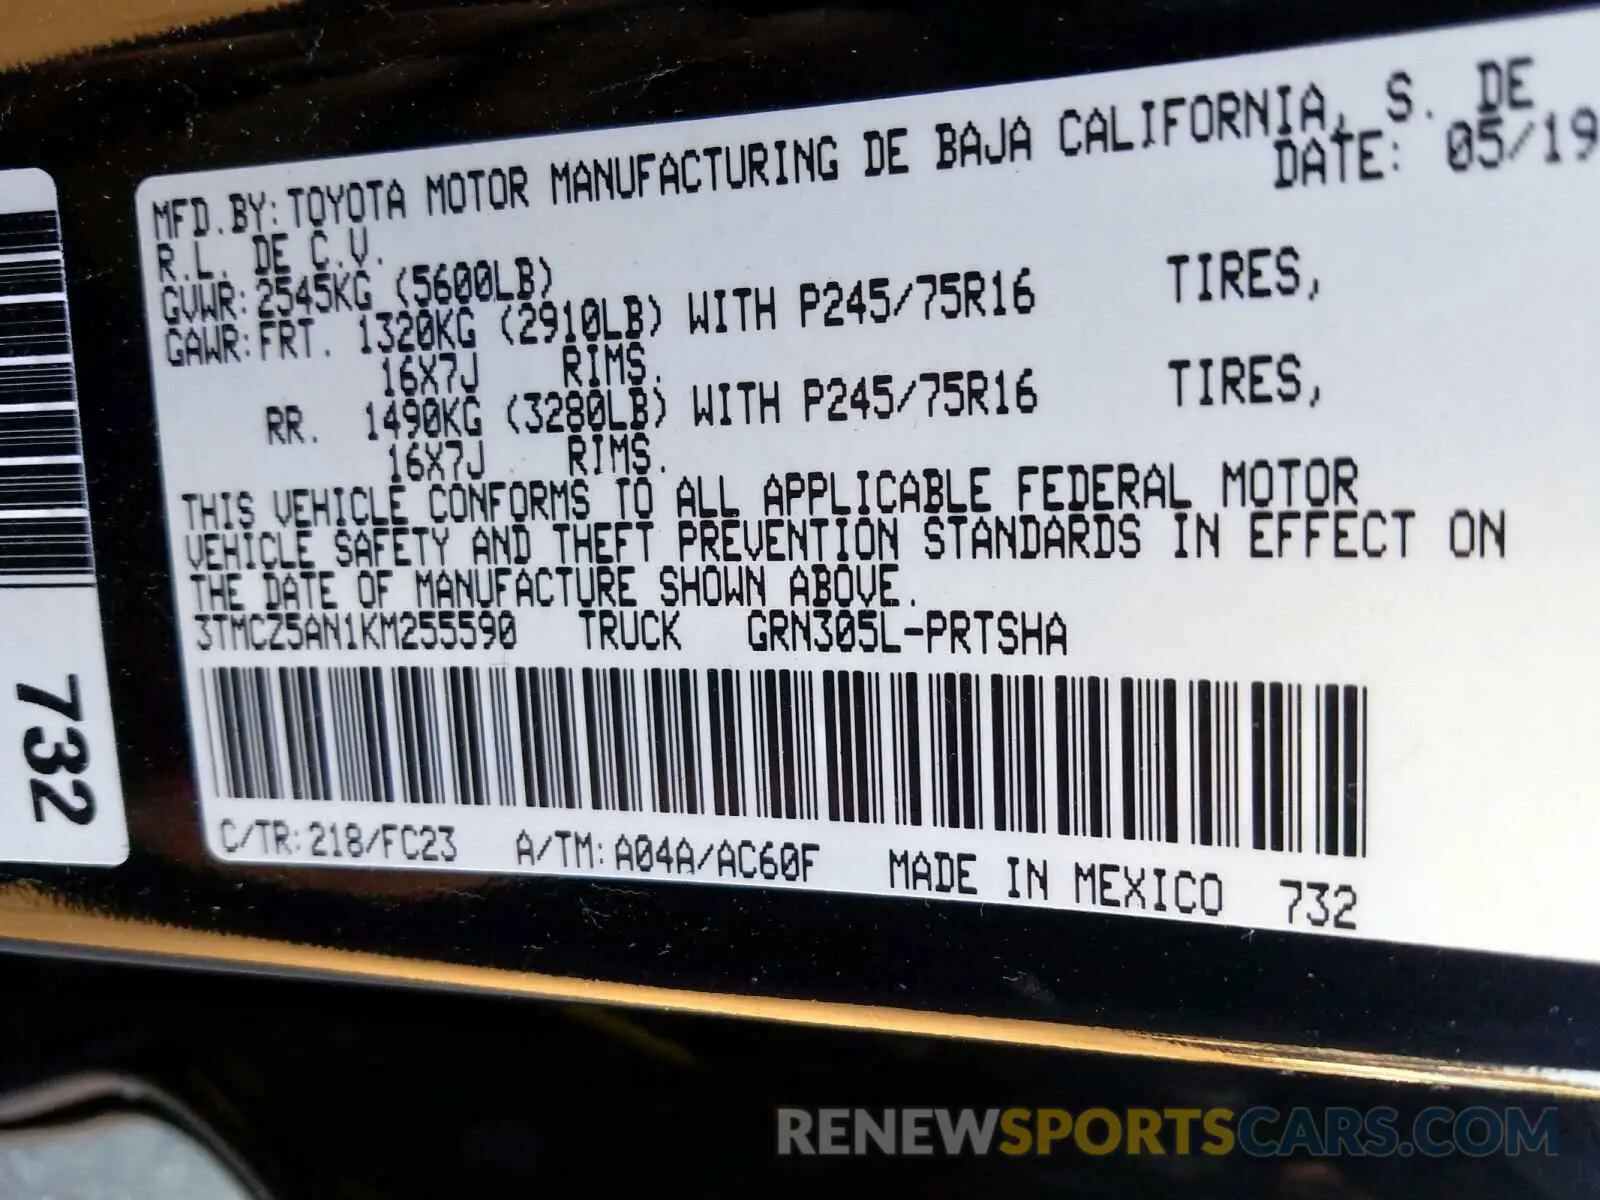 MFD.BY:TOYOTA MOTOR MANUFACTURING DE BAJA CALIFORNIA, S. DE
R.L. DE C.V. DATE: 05/19
GVWR:2545KG (5600LB)
GAWR:FRT. 1320KG (2910LB) WITH P245/75R16 TIRES,
16X7J RIMS.
RR. 1490KG (3280LB) WITH P245/75R16 TIRES,
16X7J RIMS.
THIS VEHICLE CONFORMS TO ALL APPLICABLE FEDERAL MOTOR
VEHICLE SAFETY AND THEFT PREVENTION STANDARDS IN EFFECT ON
THE DATE OF MANUFACTURE SHOWN ABOVE.
3TMCZ5AN1KM255590 TRUCK GRN305L-PRTSHA
C/TR:218/FC23 A/TM:A04A/AC60F MADE IN MEXICO 732
732
RENEWSPORTSCARS.COM